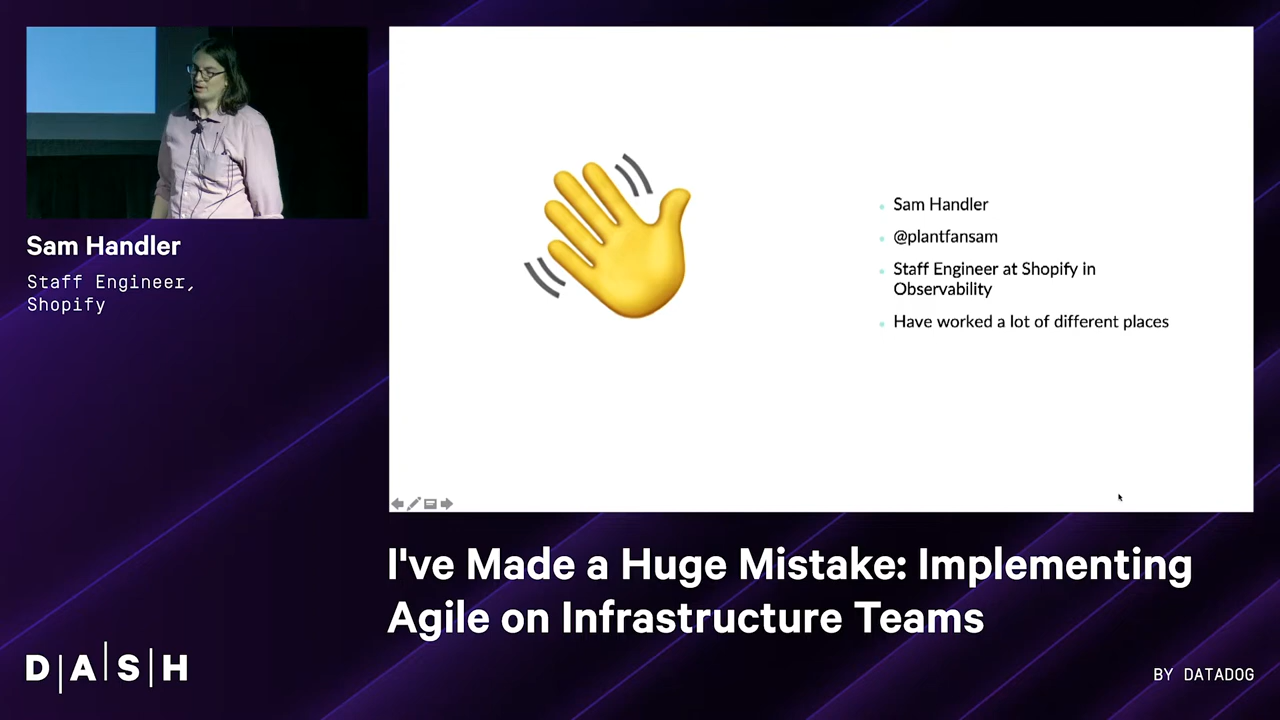 Sam Handler
Staff Engineer,
Shopify
Sam Handler
@plantfansam
Staff Engineer at Shopify in
Observability
Have worked a lot of different places
I've Made a Huge Mistake: Implementing
Agile on Infrastructure Teams
D|A|S|H
BY DATADOG